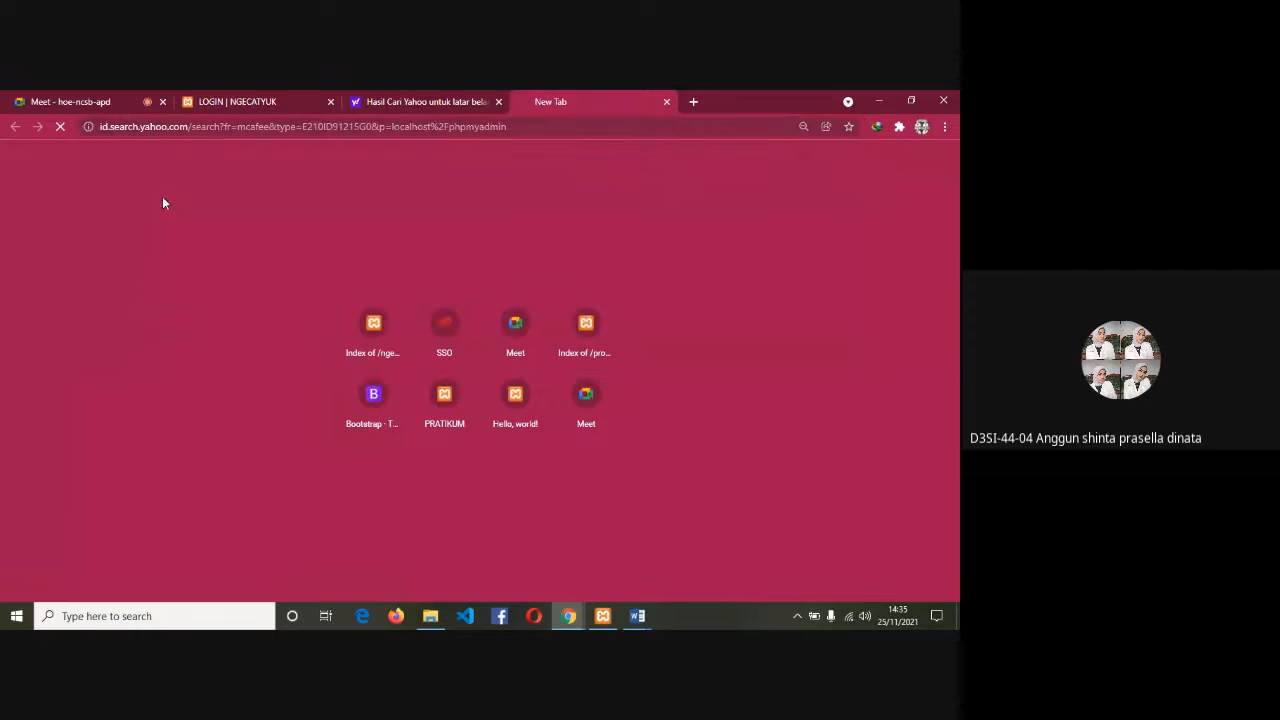 Meet - hoe-ncsb-apd
LOGIN | NGECATYUK
Hasil Cari Yahoo untuk latar bela
New Tab
id.search.yahoo.com/search?fr=mcafee&type=E210ID91215G0&p=localhost%2Fphpmyadmin
Index of /nge...
SSO
Meet
Index of /pro...
B
Bootstrap · T...
PRATIKUM
Hello, world!
Meet
D3SI-44-04 Anggun shinta prasella dinata
Type here to search
14:35
25/11/2021